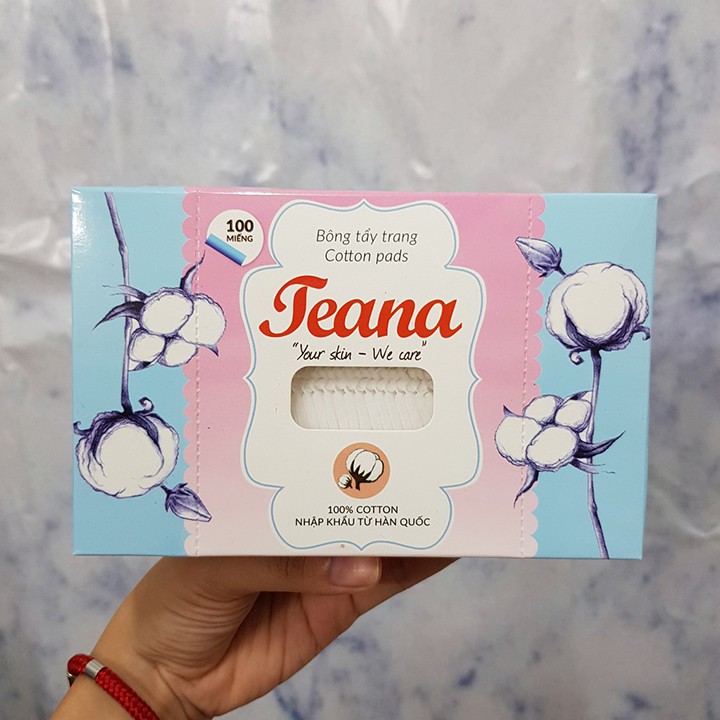 100
MIẾNG
Bông tẩy trang
Cotton pads
Teana
"Your skin - We care"
100% COTTON
NHẬP KHẨU TỪ HÀN QUỐC